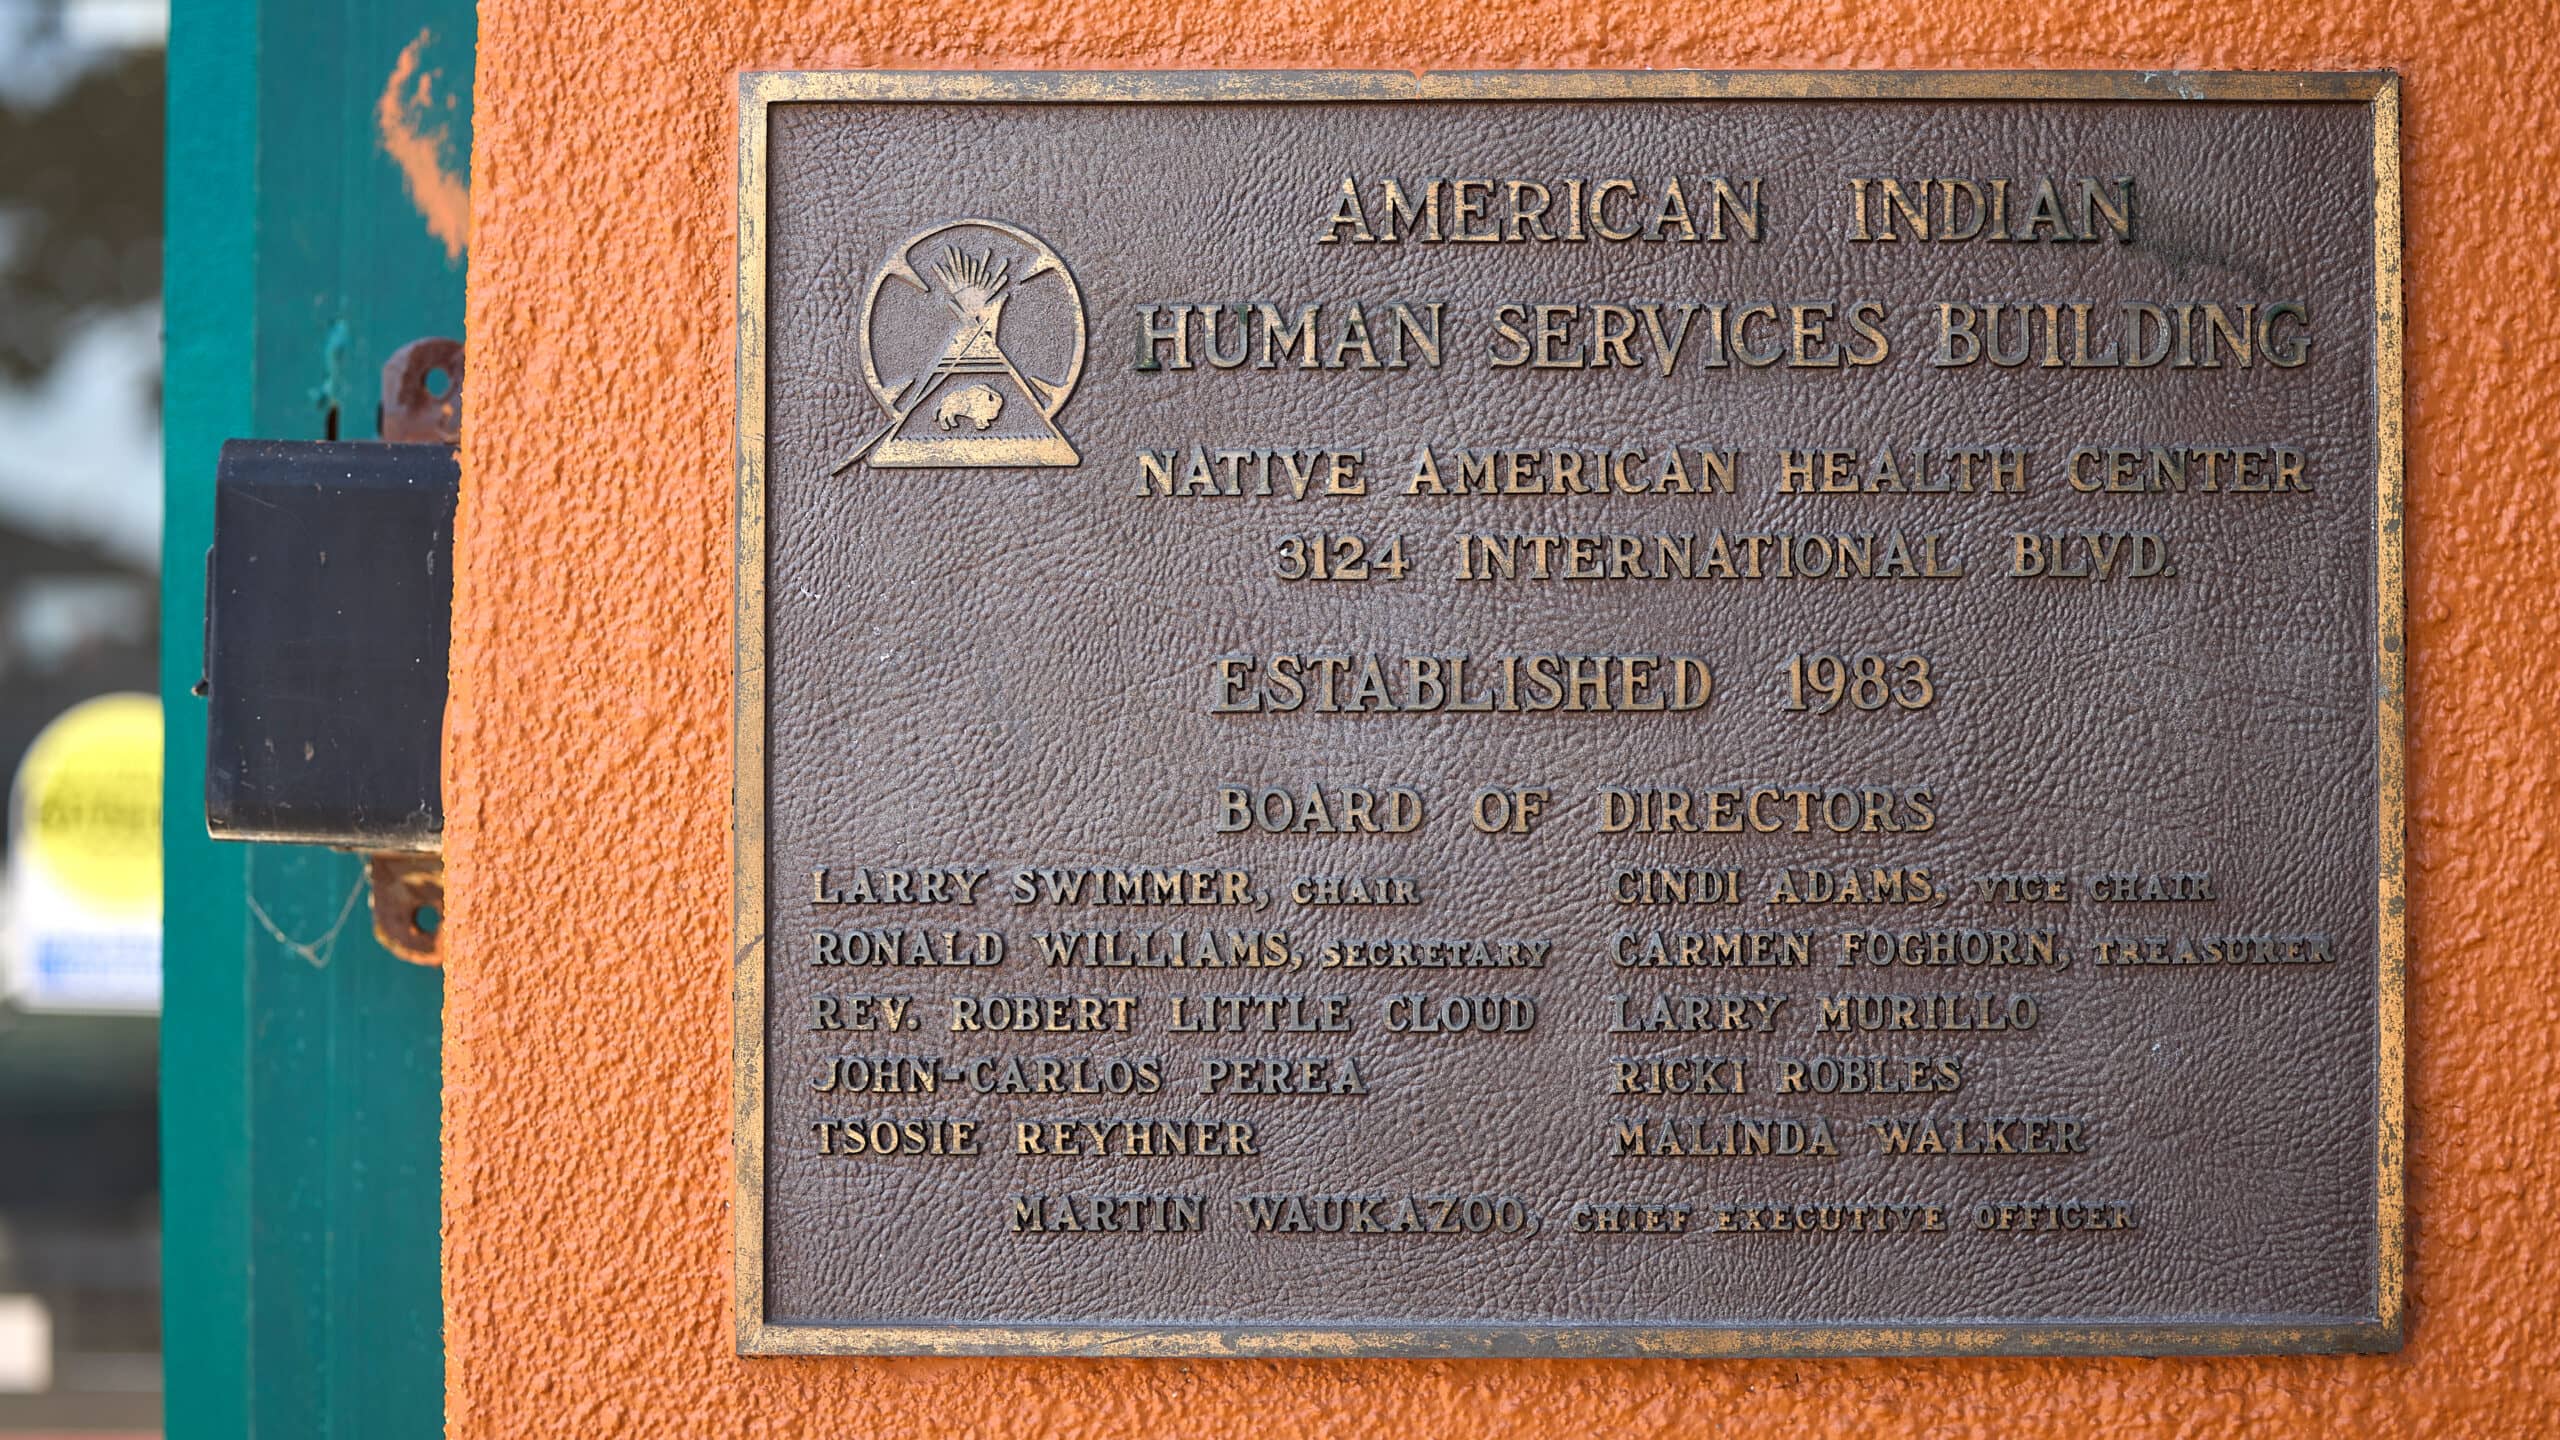 AMERICAN INDIAN
HUMAN SERVICES BUILDING
NATIVE AMERICAN HEALTH CENTER
3124 INTERNATIONAL BLVD.
ESTABLISHED 1983
BOARD OF DIRECTORS
LARRY SWIMMER, CHAIR CINDI ADAMS, VICE CHAIR
RONALD WILLIAMS, SECRETARY CARMEN FOGHORN, TREASURER
REV. ROBERT LITTLE CLOUD LARRY MURILLO
JOHN-CARLOS PEREA RICKI ROBLES
TSOSIE REYHNER MALINDA WALKER
MARTIN WAUKAZOO, CHIEF EXECUTIVE OFFICER